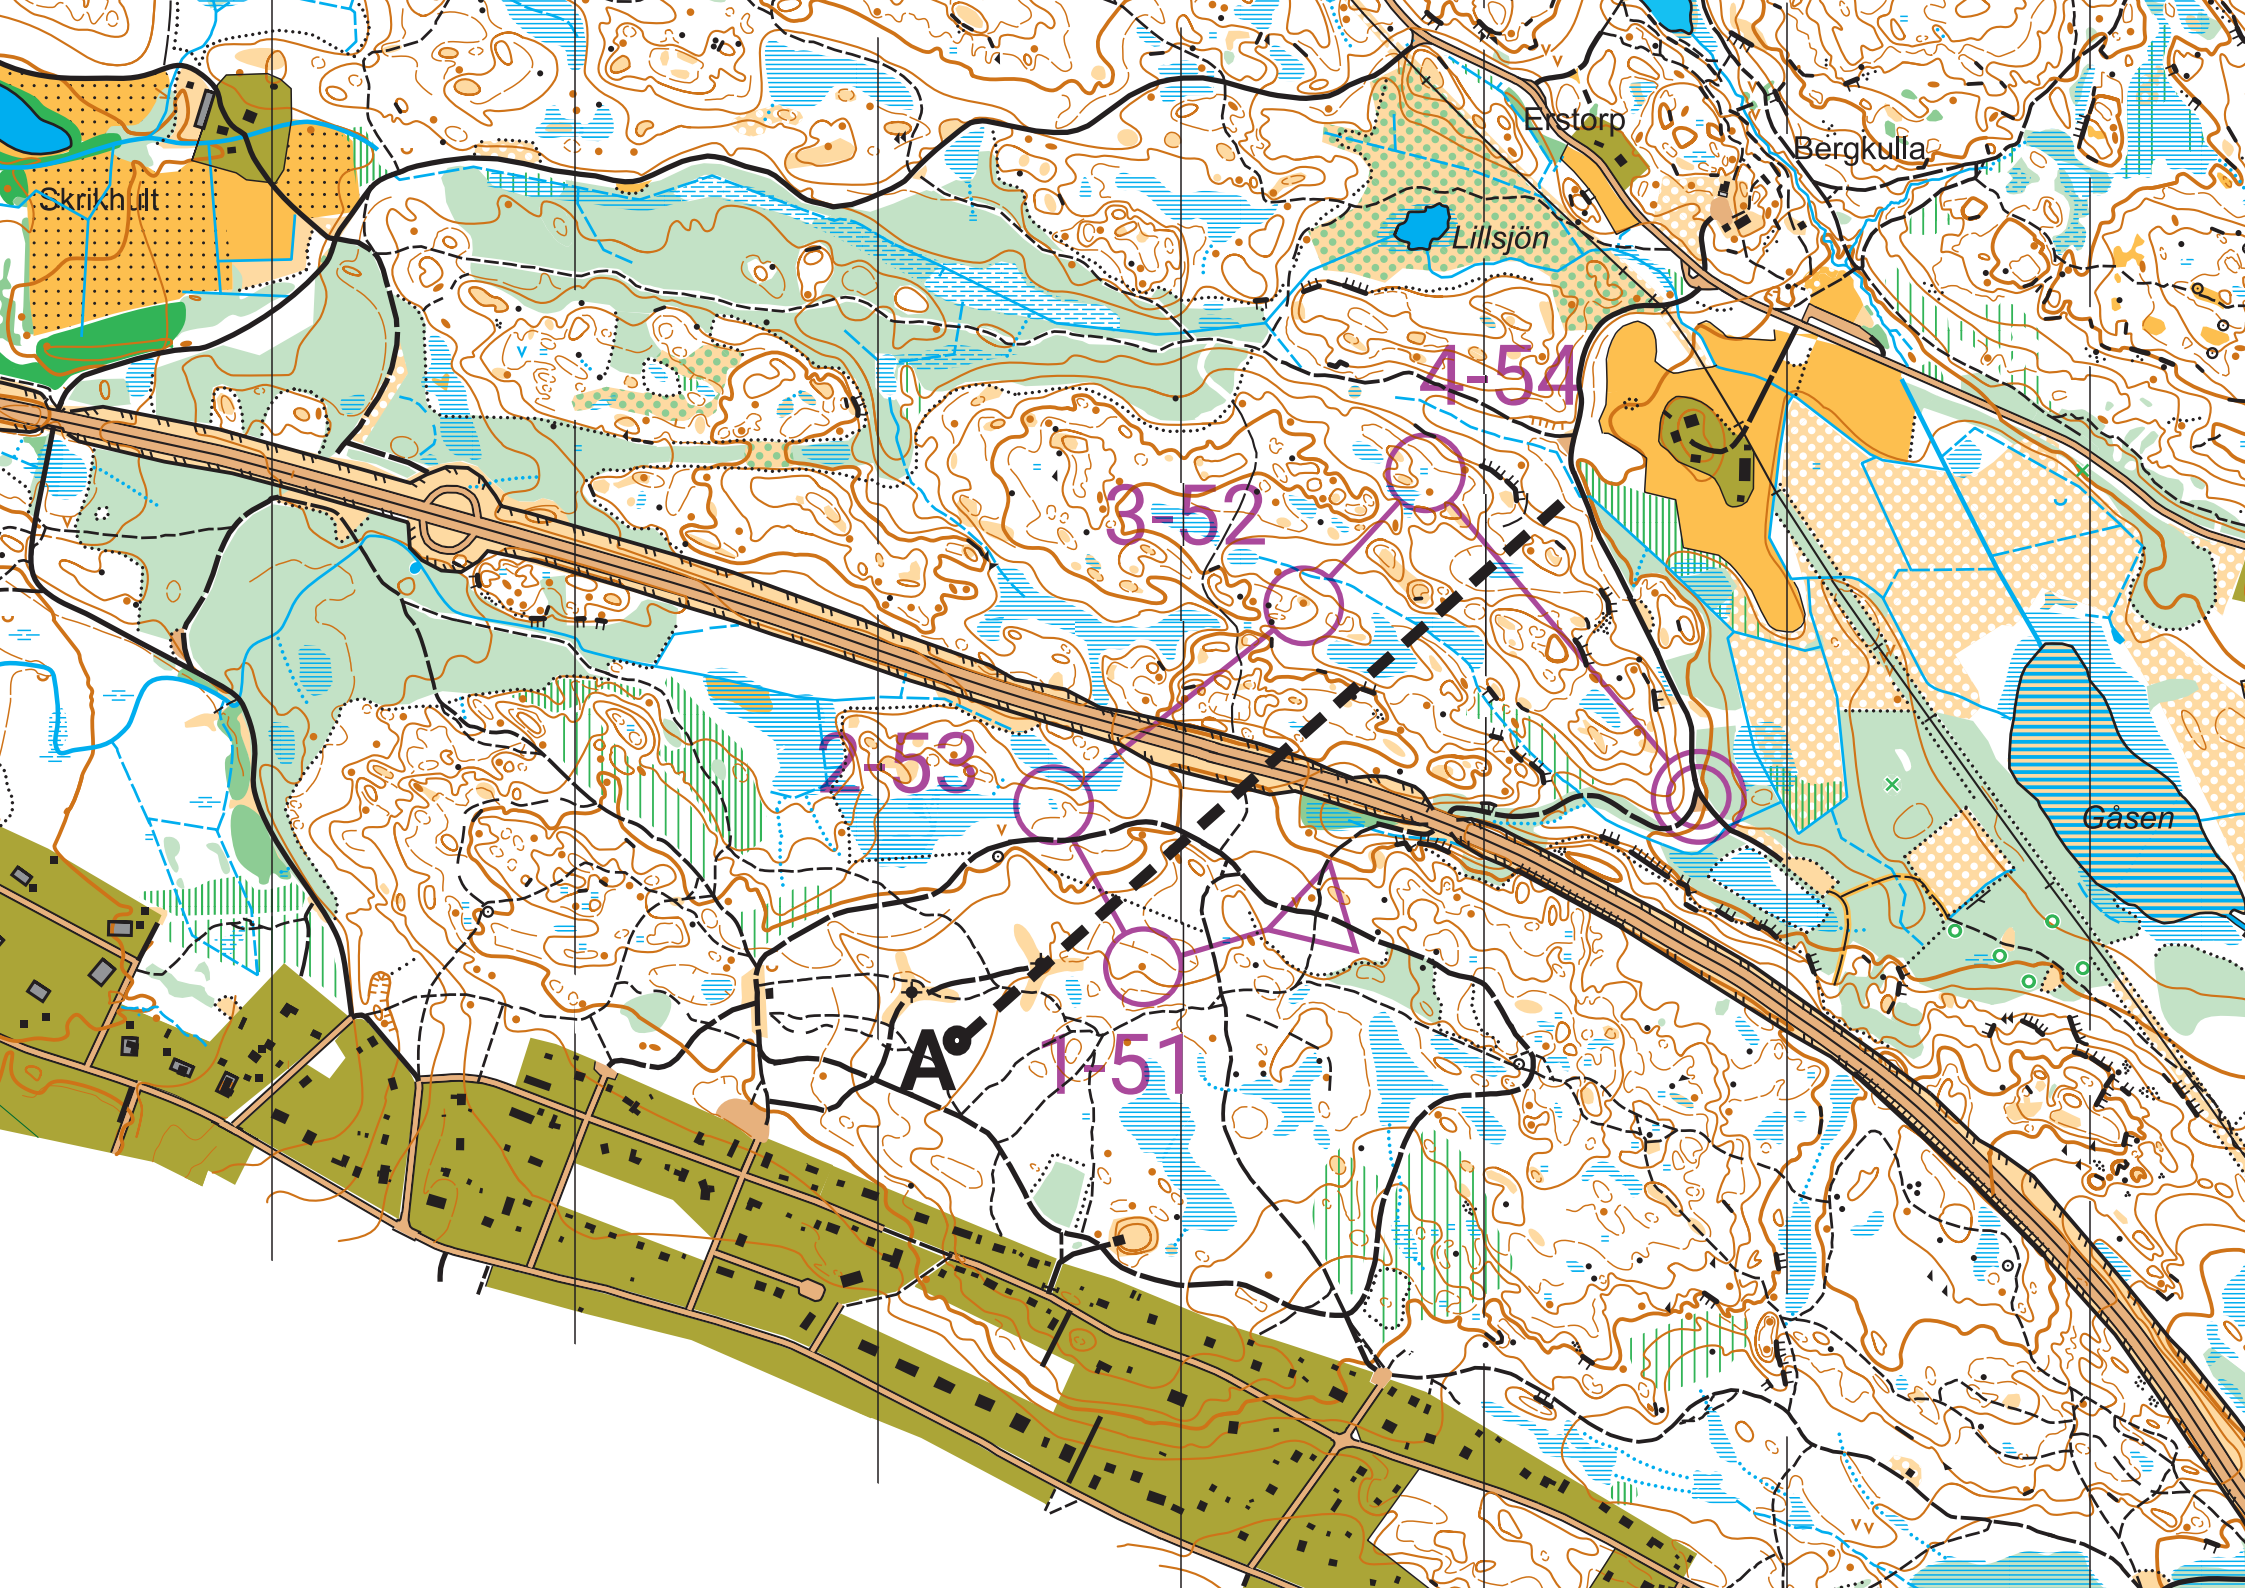 Erstorp
Bergkulla
Skrikhult
Lillsjön
4-54
3-52
2-53
Gåsen
A
1-51